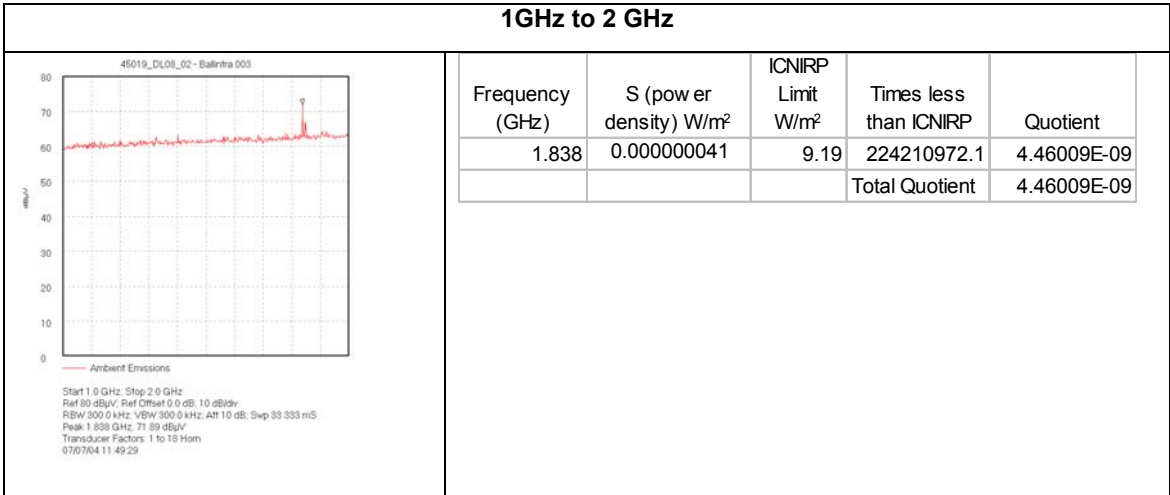 1GHz to 2 GHz
45019_DL08_02 - Ballintra 003
80
70
60
50
40
30
20
10
0
dBµV
Ambient Emissions
Start 1.0 GHz; Stop 2.0 GHz
Ref 80 dBµV; Ref Offset 0.0 dB; 10 dB/div
RBW 300.0 kHz; VBW 300.0 kHz; Att 10 dB; Swp 33.333 mS
Peak 1.838 GHz, 71.89 dBµV
Transducer Factors: 1 to 18 Horn
07/07/04 11:49:29
Frequency (GHz) S (power density) W/m² ICNIRP Limit W/m² Times less than ICNIRP Quotient
1.838 0.000000041 9.19 224210972.1 4.46009E-09
Total Quotient 4.46009E-09